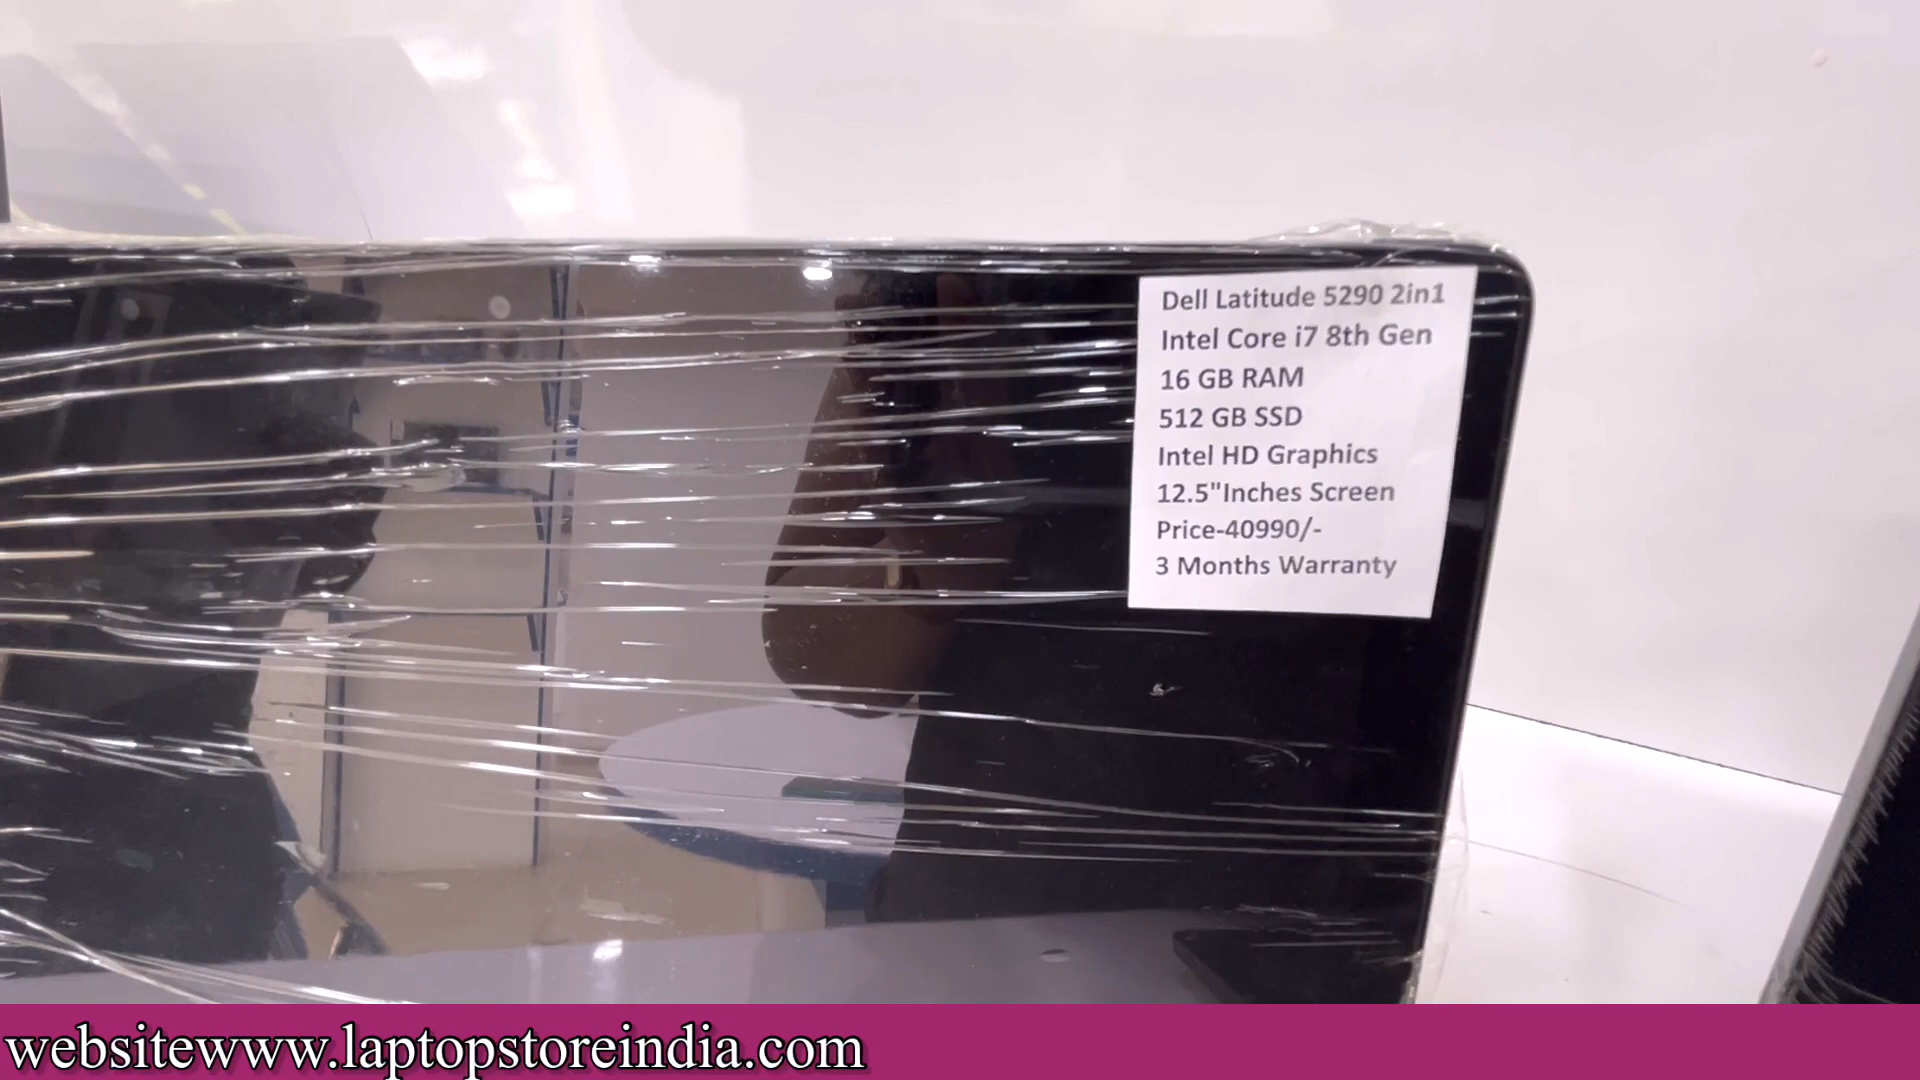 Dell Latitude 5290 2in1
Intel Core i7 8th Gen
16 GB RAM
512 GB SSD
Intel HD Graphics
12.5"Inches Screen
Price-40990/-
3 Months Warranty
websitewww.laptopstoreindia.com